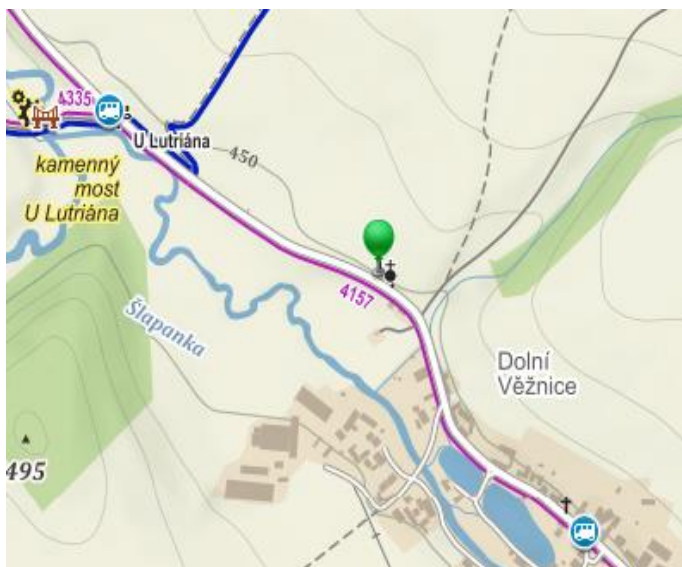 4335
U Lutriána
kamenný
most
U Lutriána
450
4157
Šlapanka
Dolní
Věžnice
495